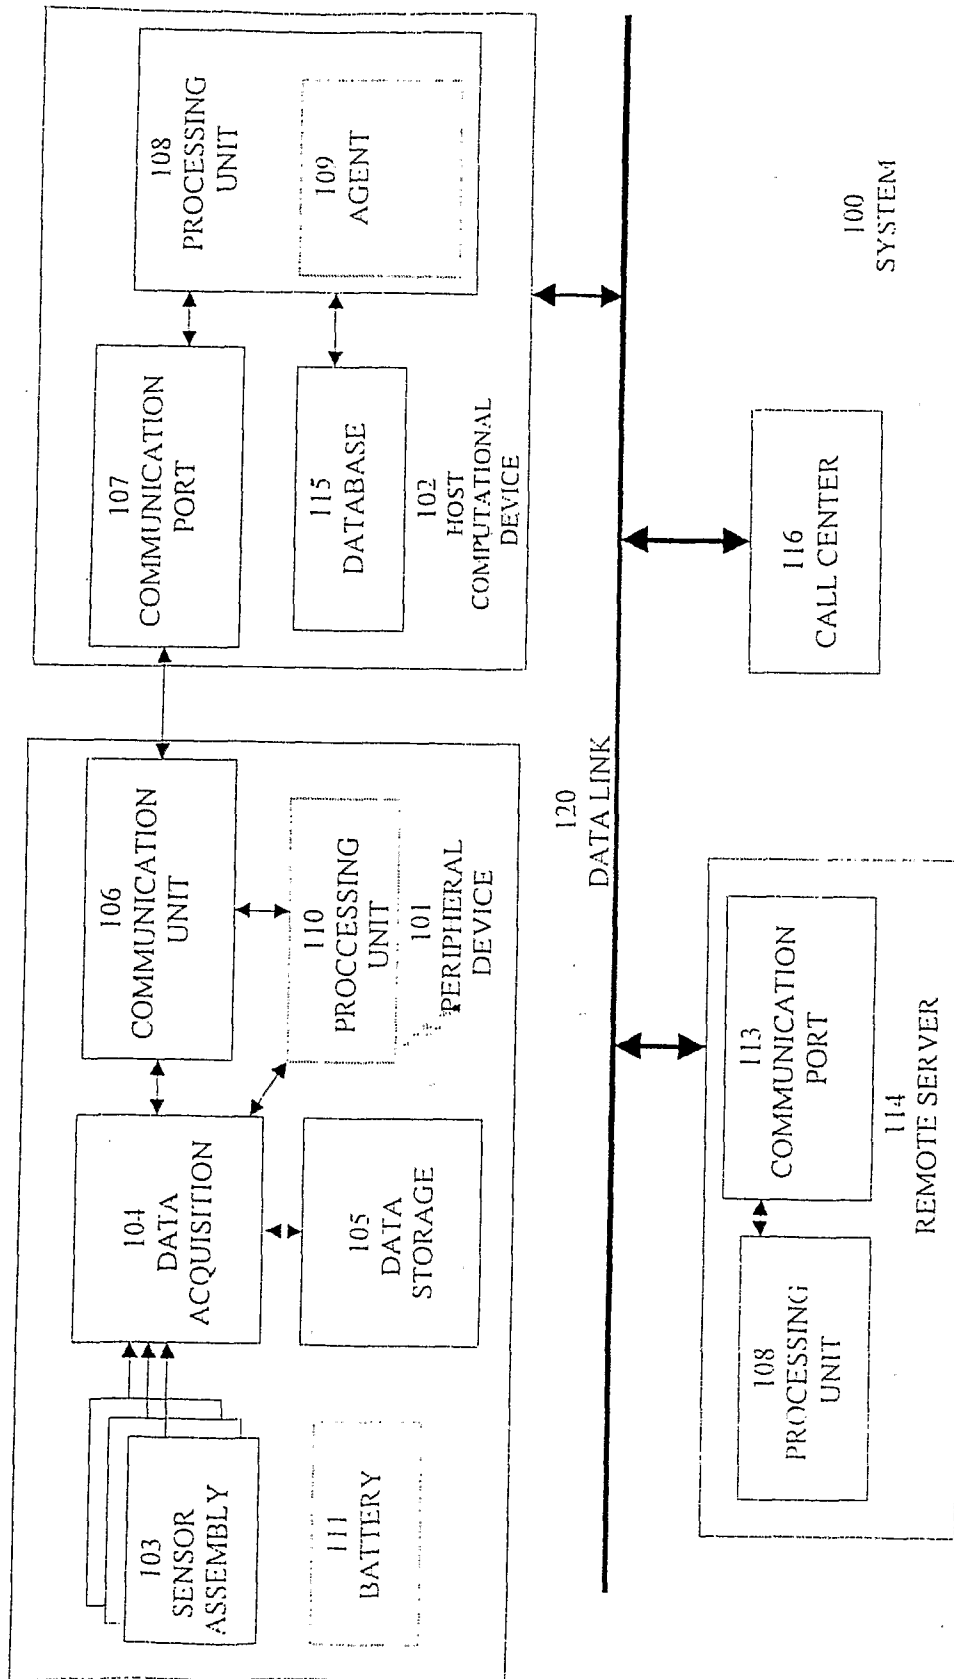 103
SENSOR
ASSEMBLY
111
BATTERY
104
DATA
ACQUISITION
105
DATA
STORAGE
106
COMMUNICATION
UNIT
110
PROCCESSING
UNIT
101
PERIPHERAL
DEVICE
107
COMMUNICATION
PORT
115
DATABASE
102
HOST
COMPUTATIONAL
DEVICE
108
PROCESSING
UNIT
109
AGENT
120
DATA LINK
108
PROCESSING
UNIT
113
COMMUNICATION
PORT
114
REMOTE SERVER
116
CALL CENTER
100
SYSTEM